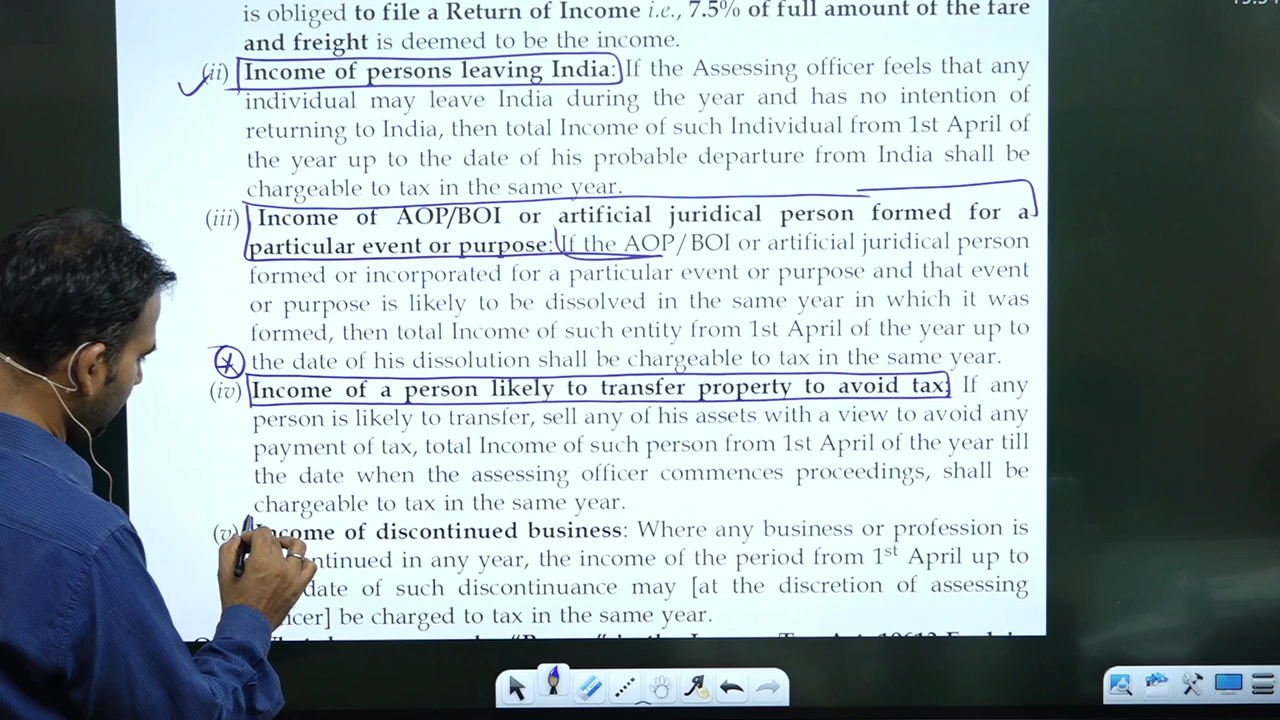 is obliged to file a Return of Income i.e., 7.5% of full amount of the fare
and freight is deemed to be the income.
(ii) Income of persons leaving India: If the Assessing officer feels that any
individual may leave India during the year and has no intention of
returning to India, then total Income of such Individual from 1st April of
the year up to the date of his probable departure from India shall be
chargeable to tax in the same year.
(iii) Income of AOP/BOI or artificial juridical person formed for a
particular event or purpose: If the AOP/BOI or artificial juridical person
formed or incorporated for a particular event or purpose and that event
or purpose is likely to be dissolved in the same year in which it was
formed, then total Income of such entity from 1st April of the year up to
the date of his dissolution shall be chargeable to tax in the same year.
(iv) Income of a person likely to transfer property to avoid tax: If any
person is likely to transfer, sell any of his assets with a view to avoid any
payment of tax, total Income of such person from 1st April of the year till
the date when the assessing officer commences proceedings, shall be
chargeable to tax in the same year.
(v) Income of discontinued business: Where any business or profession is
ntinued in any year, the income of the period from 1st April up to
date of such discontinuance may [at the discretion of assessing
icer] be charged to tax in the same year.